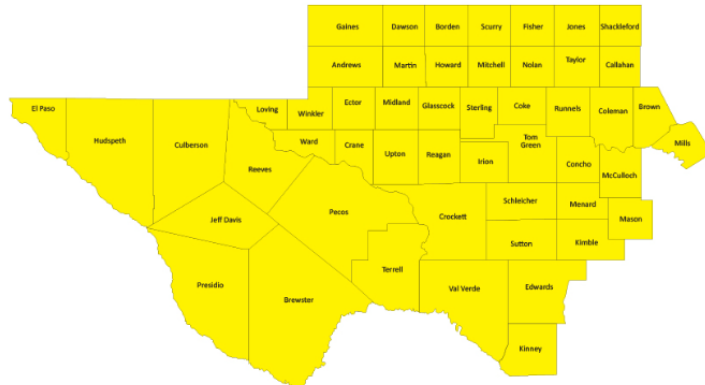 Gaines Dawson Borden Scurry Fisher Jones Shackleford
Andrews Martin Howard Mitchell Nolan Taylor Callahan
El Paso Hudspeth Culberson Loving Winkler Ector Midland Glasscock Sterling Coke Runnels Coleman Brown
Mills
Reeves Ward Crane Upton Reagan Irion Tom
Green Concho McCulloch
Jeff Davis Pecos Crockett Schleicher Menard Mason
Sutton Kimble
Presidio Brewster Terrell Val Verde Edwards
Kinney